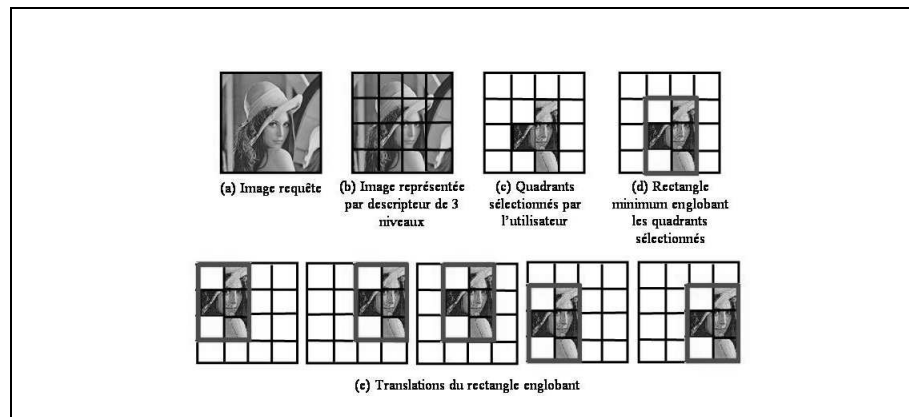 (a) Image requête
(b) Image représentée
par descripteur de 3
niveaux
(c) Quadrants
sélectionnés par
l'utilisateur
(d) Rectangle
minimum englobant
les quadrants
sélectionnés
(e) Translations du rectangle englobant